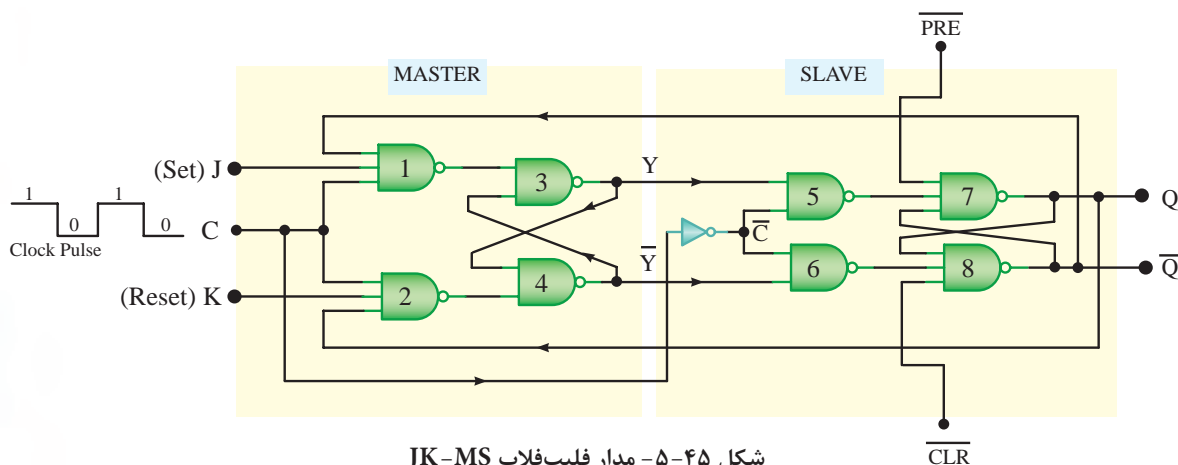 PRE
MASTER
SLAVE
(Set) J
1
3
Y
5
7
Q
1 0 1 0
Clock Pulse
C
C
Y
Q
(Reset) K
2
4
6
8
شکل ۴۵-۵- مدار فلیپ‌فلاپ JK-MS
CLR